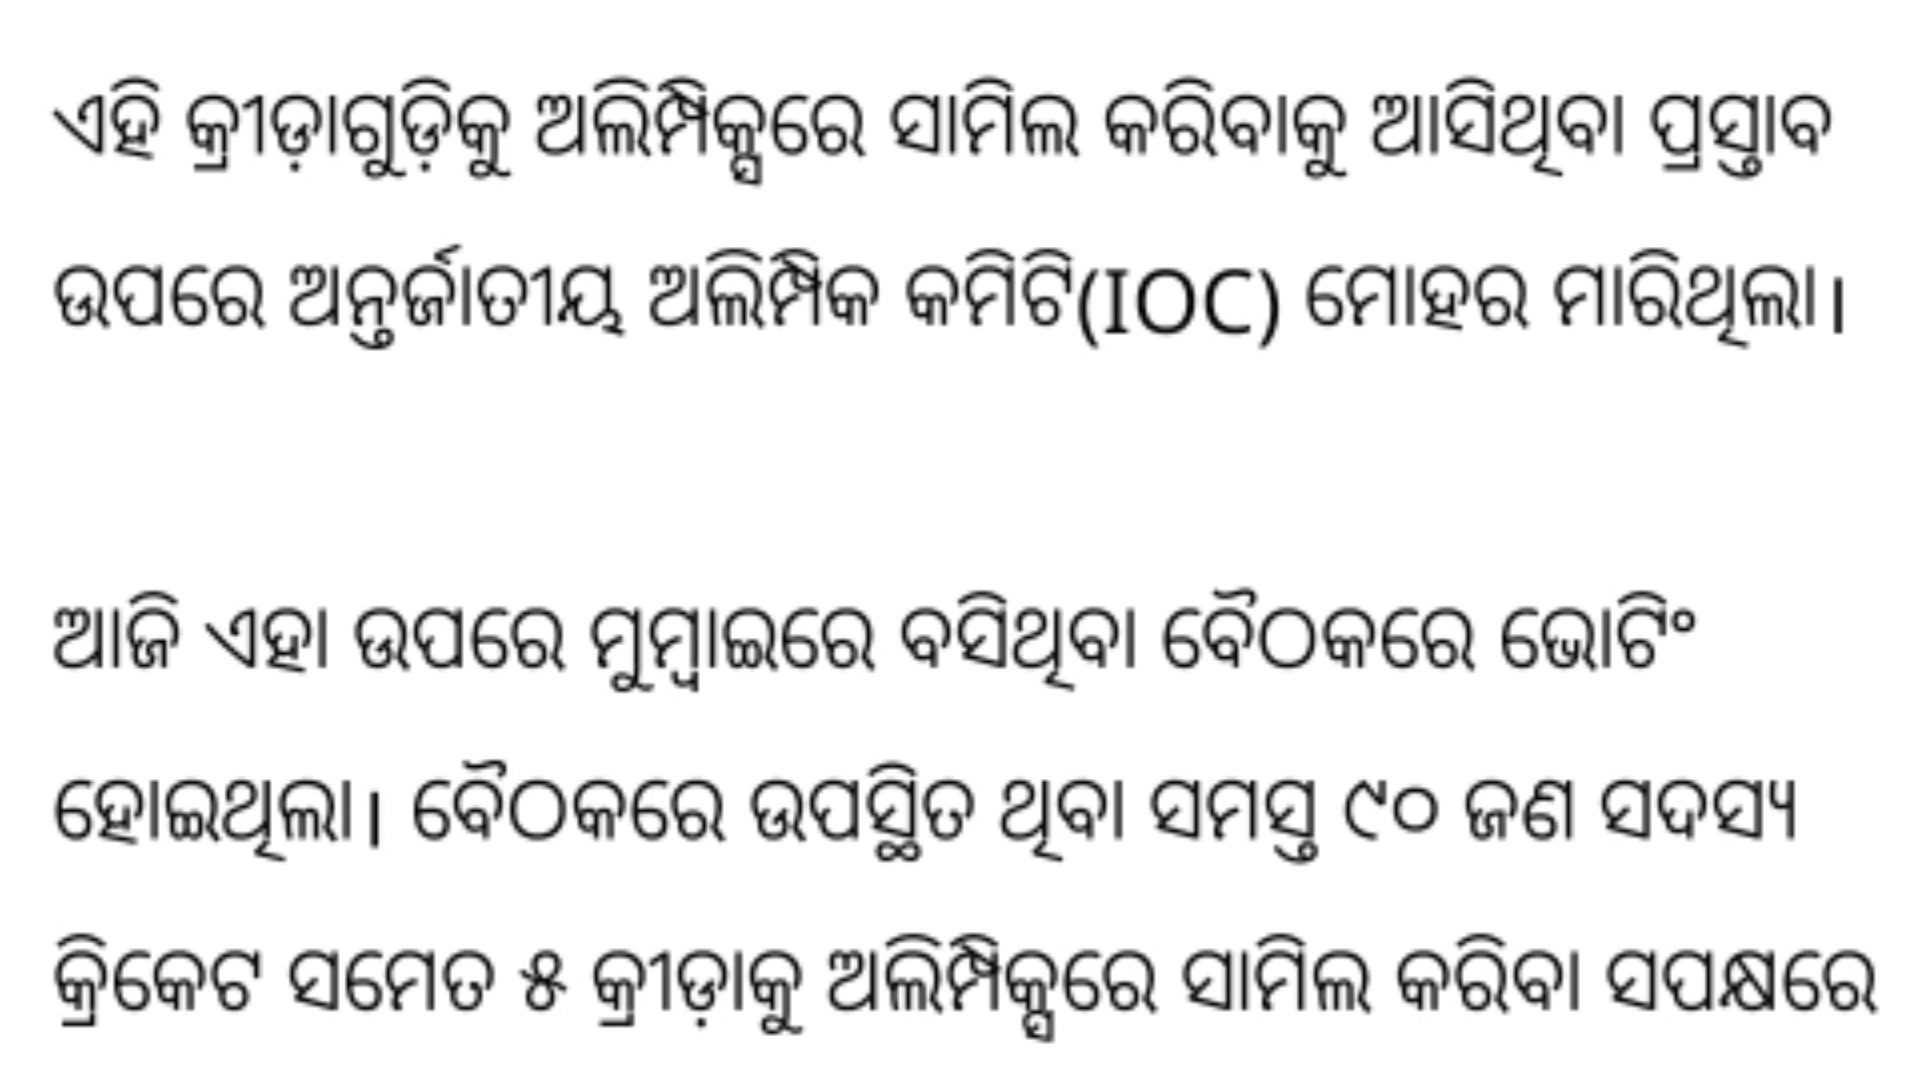 ଏହି କ୍ରୀଡ଼ାଗୁଡ଼ିକୁ ଅଲିମ୍ପିକ୍ସରେ ସାମିଲ କରିବାକୁ ଆସିଥିବା ପ୍ରସ୍ତାବ
ଉପରେ ଅନ୍ତର୍ଜାତୀୟ ଅଲିମ୍ପିକ କମିଟି(IOC) ମୋହର ମାରିଥିଲା।
ଆଜି ଏହା ଉପରେ ମୁମ୍ବାଇରେ ବସିଥିବା ବୈଠକରେ ଭୋଟିଂ
ହୋଇଥିଲା। ବୈଠକରେ ଉପସ୍ଥିତ ଥିବା ସମସ୍ତ ୯୦ ଜଣ ସଦସ୍ୟ
କ୍ରିକେଟ ସମେତ ୫ କ୍ରୀଡ଼ାକୁ ଅଲିମ୍ପିକ୍ସରେ ସାମିଲ କରିବା ସପକ୍ଷରେ